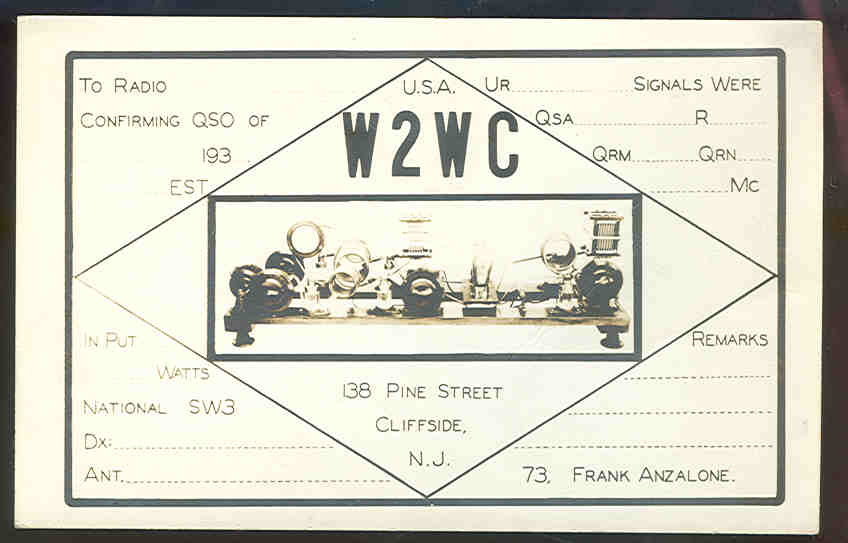 To Radio
Confirming QSO of
193
EST
U.S.A.
W2WC
Ur Signals Were
Qsa R
QRM QRN
Mc
In Put
Watts
National SW3
Dx:
Ant.
138 Pine Street
Cliffside,
N.J.
Remarks
73, Frank Anzalone.